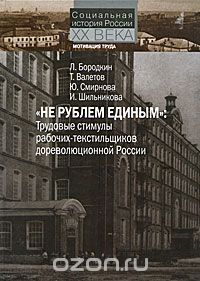 Социальная
история России
XX ВЕКА
МОТИВАЦИЯ ТРУДА
Л. Бородкин
Т. Валетов
Ю. Смирнова
И. Шильникова
«НЕ РУБЛЕМ ЕДИНЫМ»:
Трудовые стимулы
рабочих-текстильщиков
дореволюционной России
ozon.ru